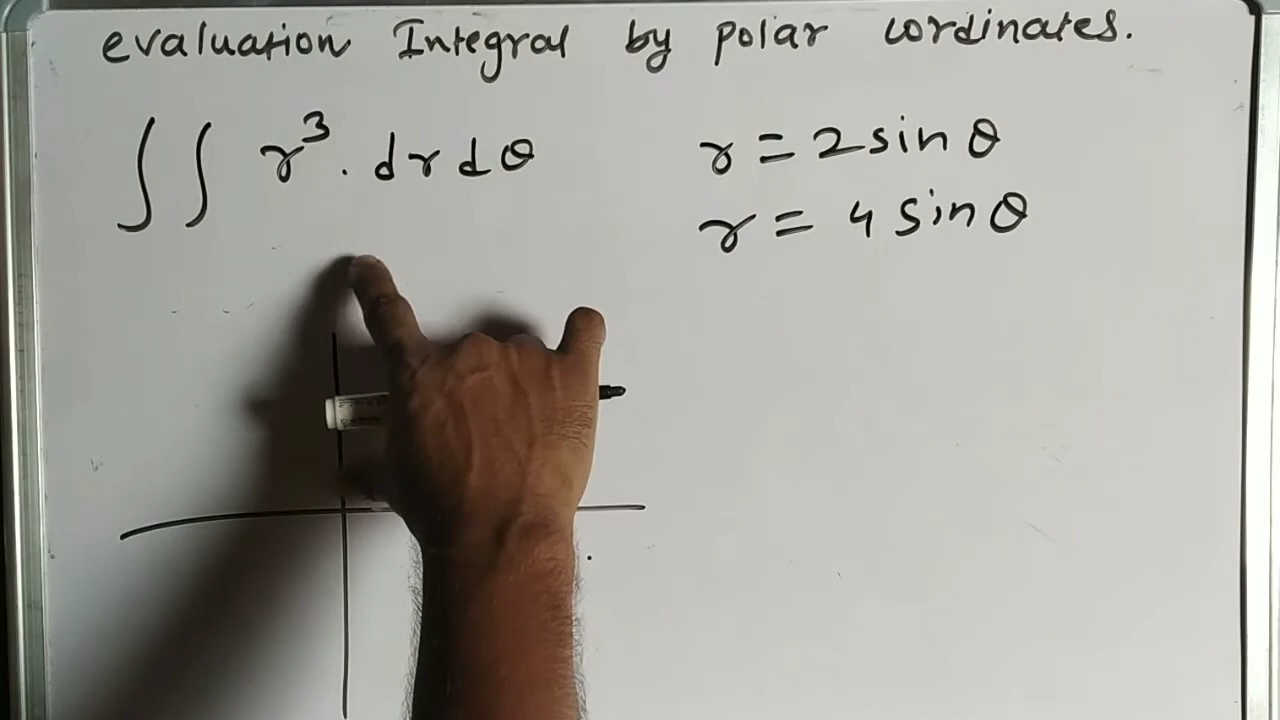 evaluation Integral by polar cordinates.
∫∫ r³. dr dθ
r = 2 sin θ
r = 4 sin θ